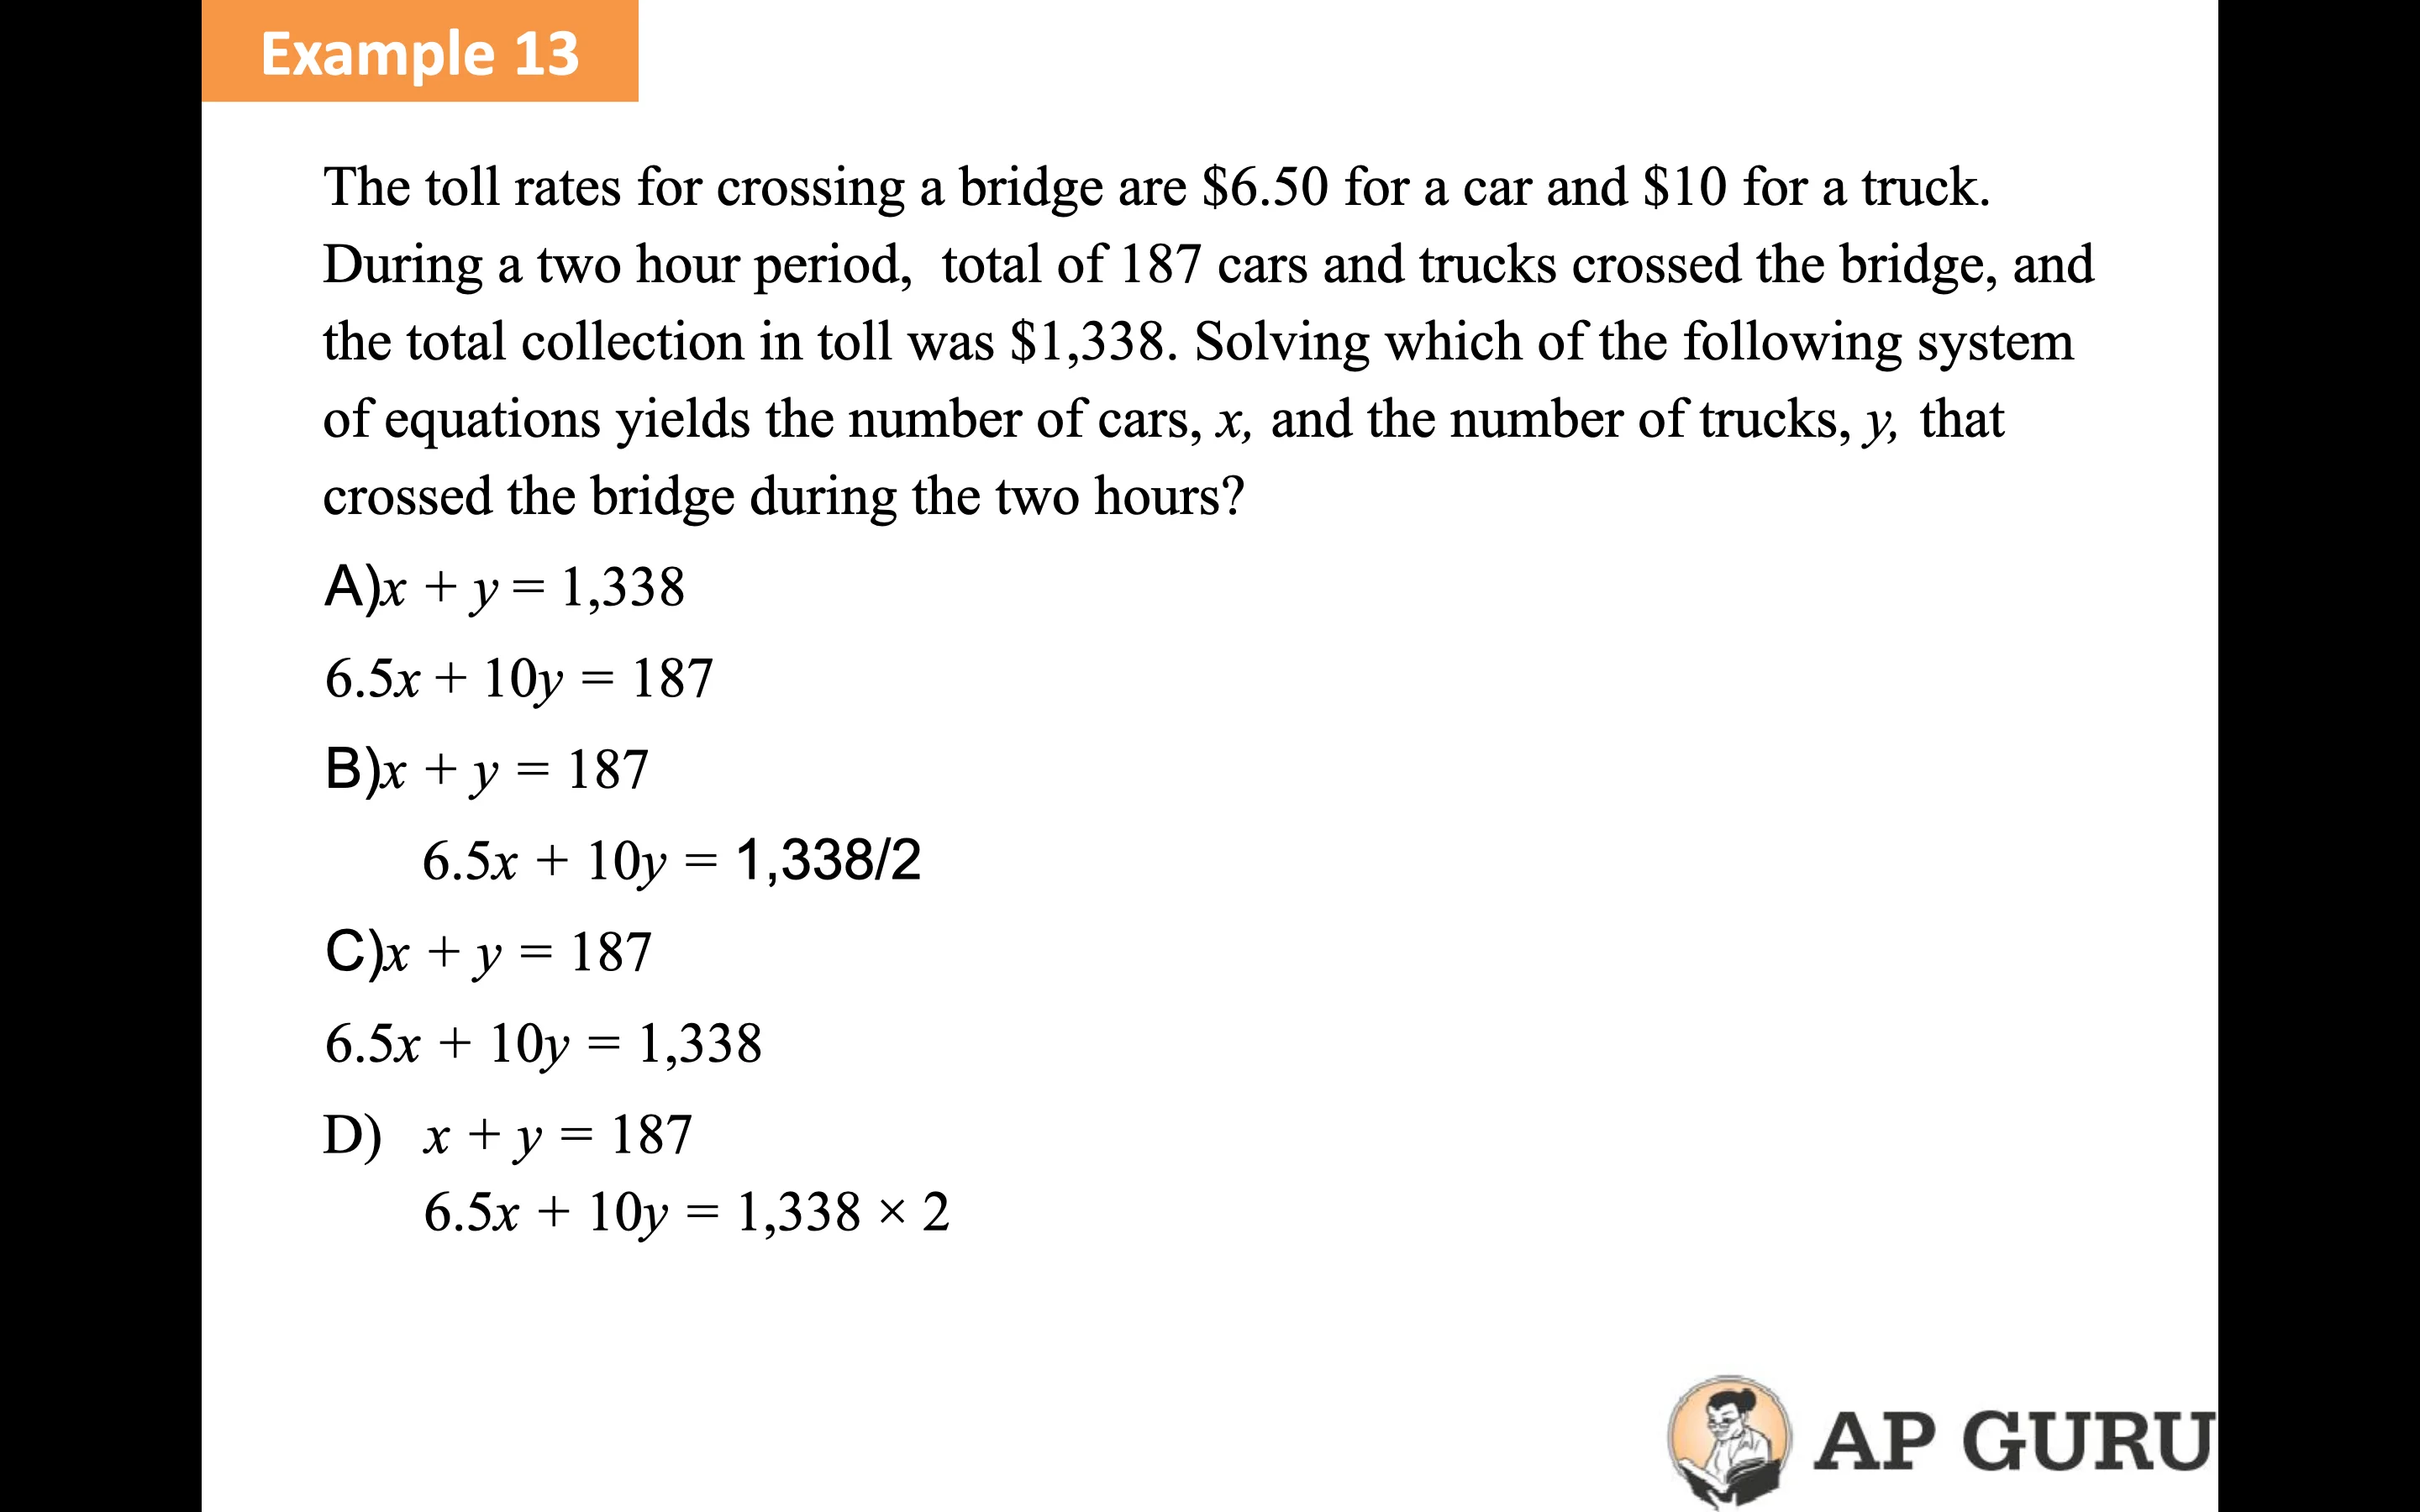 Example 13
The toll rates for crossing a bridge are $6.50 for a car and $10 for a truck.
During a two hour period,  total of 187 cars and trucks crossed the bridge, and
the total collection in toll was $1,338. Solving which of the following system
of equations yields the number of cars, x, and the number of trucks, y, that
crossed the bridge during the two hours?
A)x + y = 1,338
6.5x + 10y = 187
B)x + y = 187
6.5x + 10y = 1,338/2
C)x + y = 187
6.5x + 10y = 1,338
D) x + y = 187
6.5x + 10y = 1,338 × 2
AP GURU